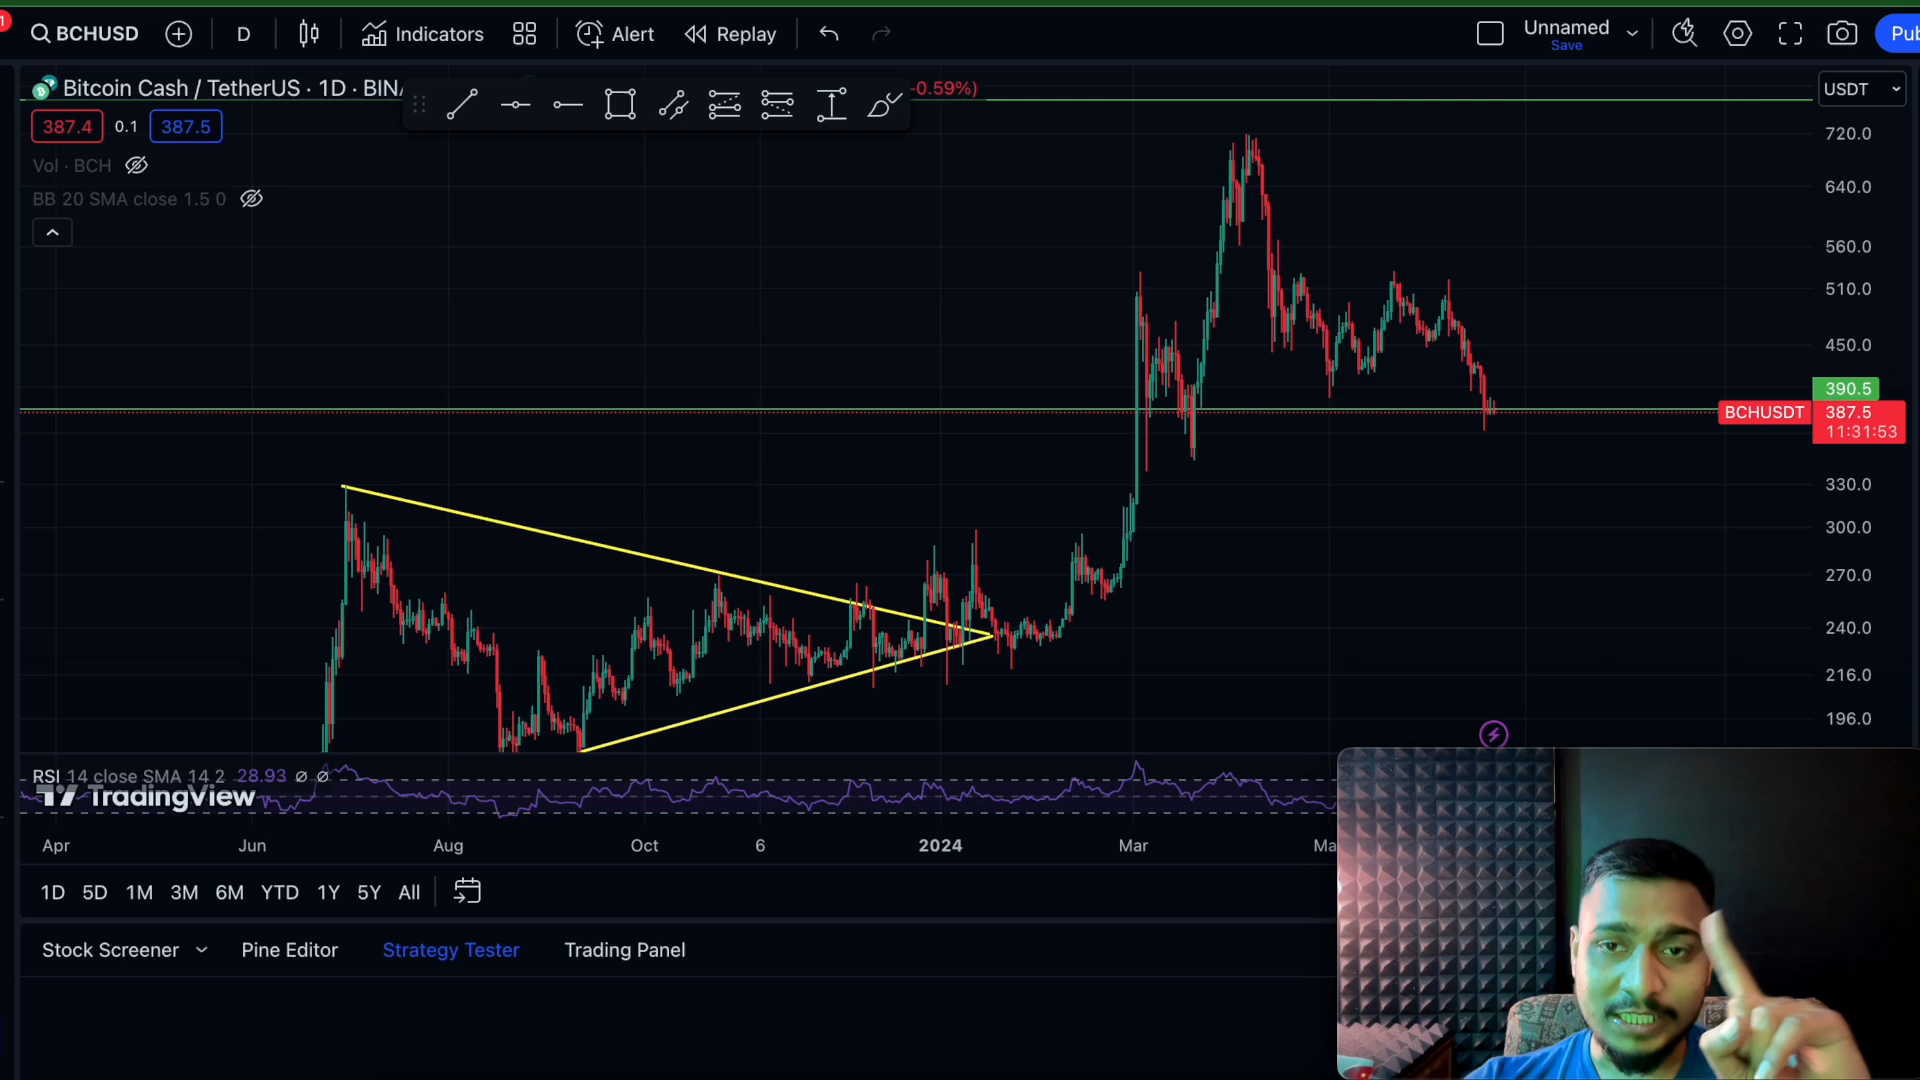 1
BCHUSD
D
Indicators
Alert
Replay
Unnamed
Save
Bitcoin Cash / TetherUS · 1D · BIN
-0.59%)
USDT
387.4
0.1
387.5
Vol · BCH
BB 20 SMA close 1.5 0
720.0
640.0
560.0
510.0
450.0
390.5
BCHUSDT
387.5
11:31:53
330.0
300.0
270.0
240.0
216.0
196.0
RSI 14 close SMA 14 2 28.93 ∅ ∅
TradingView
Apr
Jun
Aug
Oct
6
2024
Mar
1D
5D
1M
3M
6M
YTD
1Y
5Y
All
Stock Screener
Pine Editor
Strategy Tester
Trading Panel